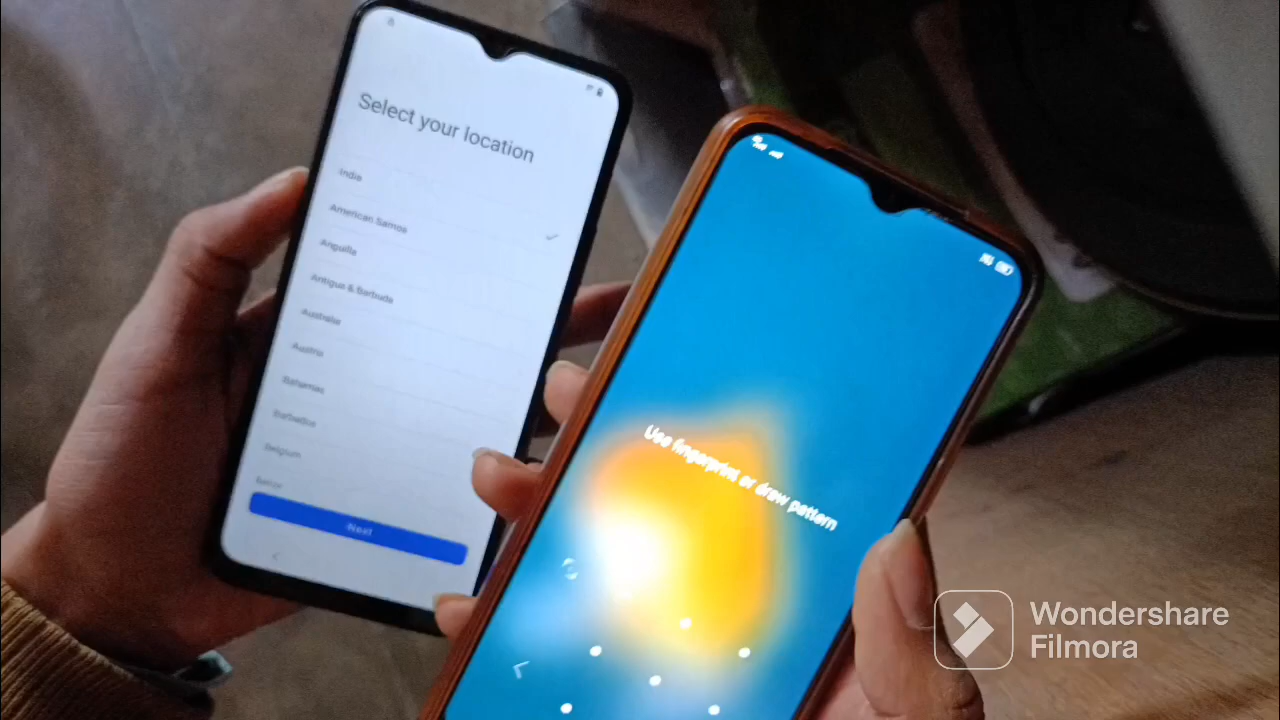 Select your location
India
American Samoa
Anguilla
Antigua & Barbuda
Australia
Austria
Bahamas
Barbados
Belgium
Next
Use fingerprint or draw pattern
Wondershare
Filmora